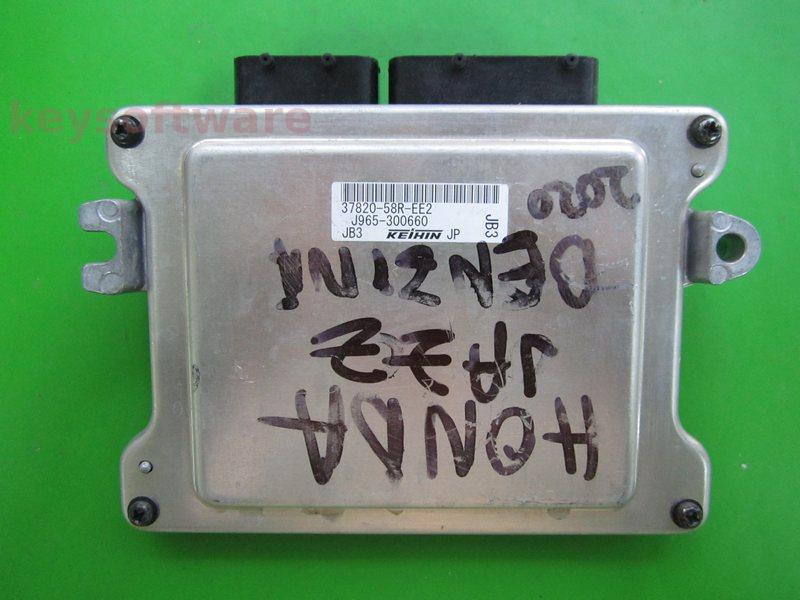 keysoftware
37820-58R-EE2
J965-300660
JB3 KEIHIN JP
JB3
HONDA
JAZZ
BENZINA
2020